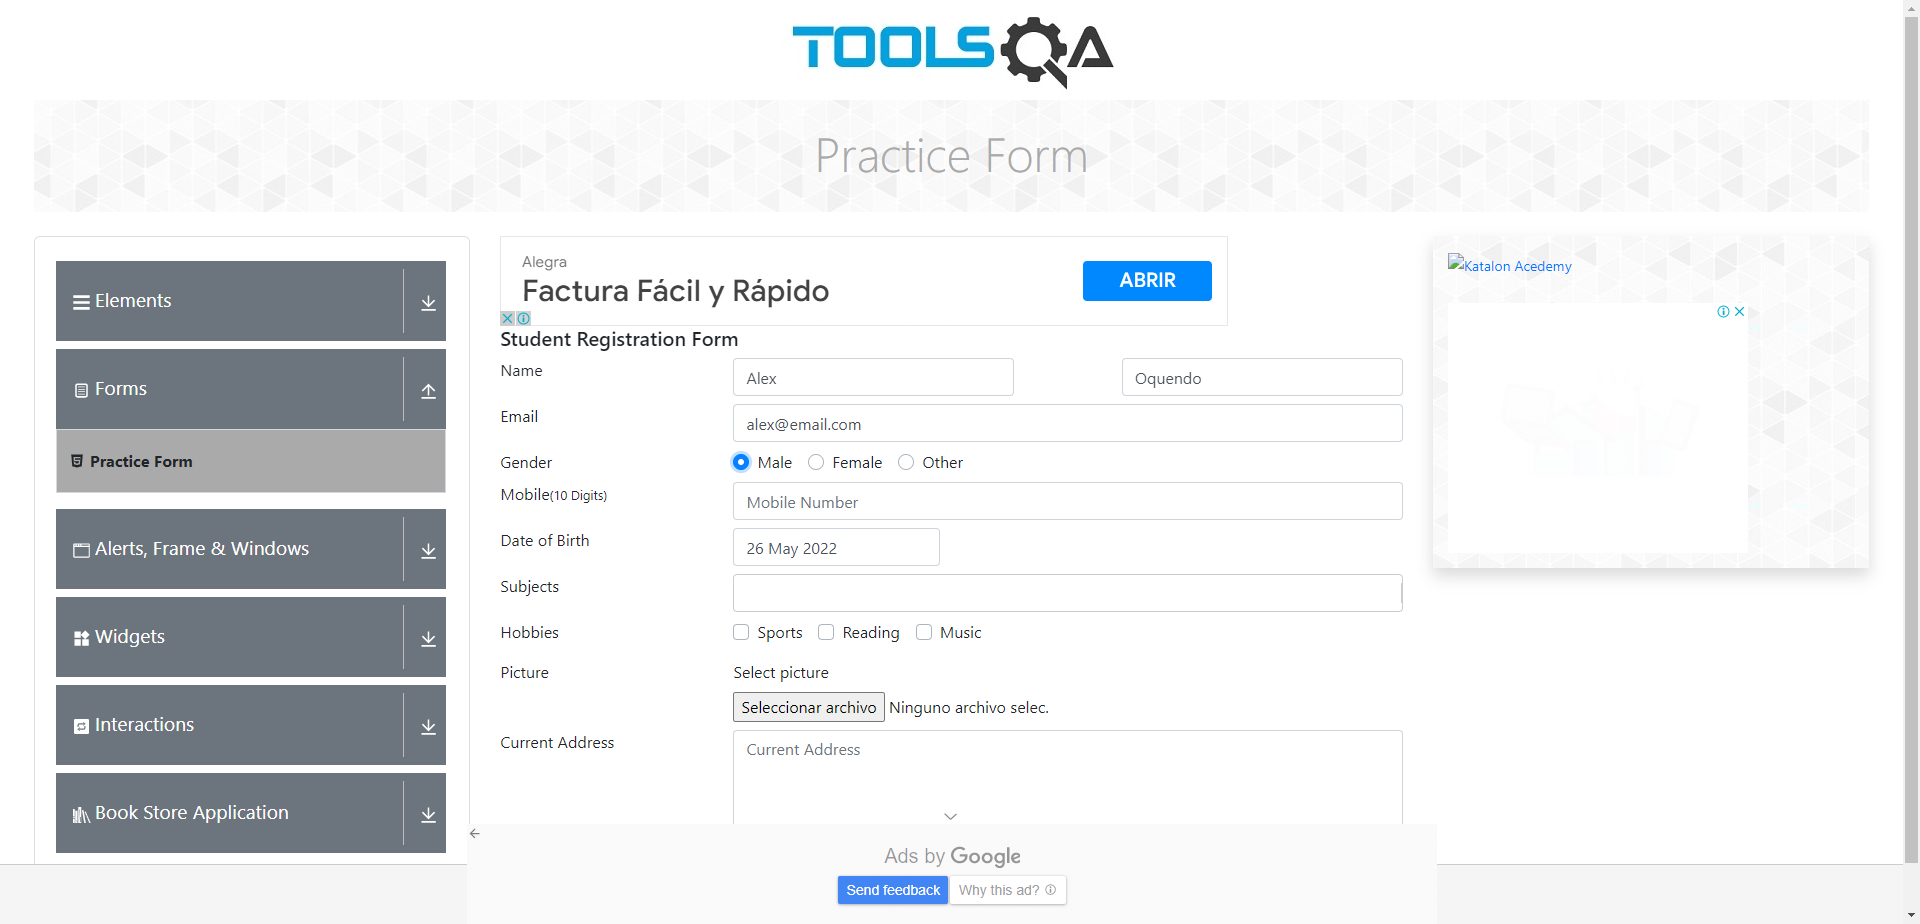 TOOLSQA
Practice Form
Elements
Forms
Practice Form
Alerts, Frame & Windows
Widgets
Interactions
Book Store Application
Alegra
Factura Fácil y Rápido
ABRIR
Student Registration Form
Name
Alex
Oquendo
Email
alex@email.com
Gender
Male
Female
Other
Mobile(10 Digits)
Mobile Number
Date of Birth
26 May 2022
Subjects
Hobbies
Sports
Reading
Music
Picture
Select picture
Seleccionar archivo Ninguno archivo selec.
Current Address
Current Address
Ads by Google
Send feedback
Why this ad?
Katalon Acedemy